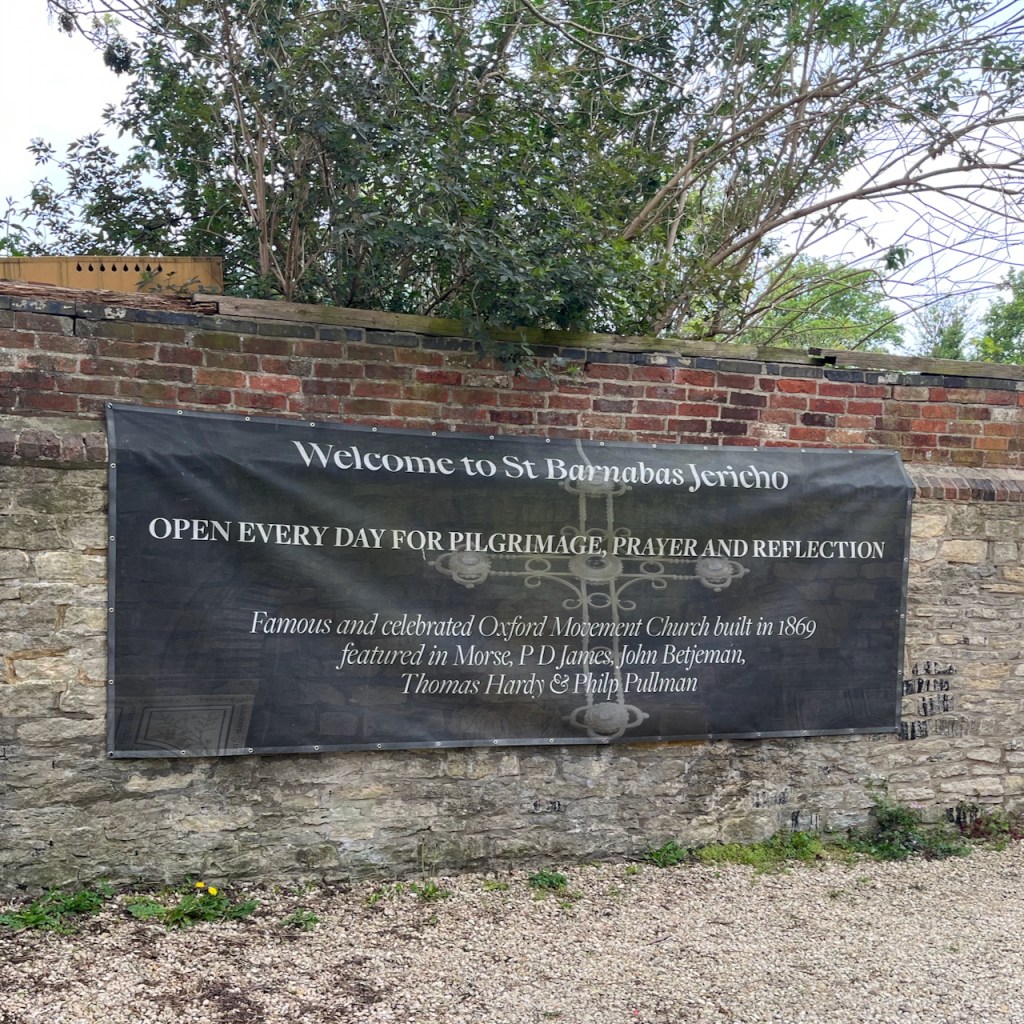 Welcome to St Barnabas Jericho
OPEN EVERY DAY FOR PILGRIMAGE, PRAYER AND REFLECTION
Famous and celebrated Oxford Movement Church built in 1869
featured in Morse, P D James, John Betjeman,
Thomas Hardy & Philp Pullman